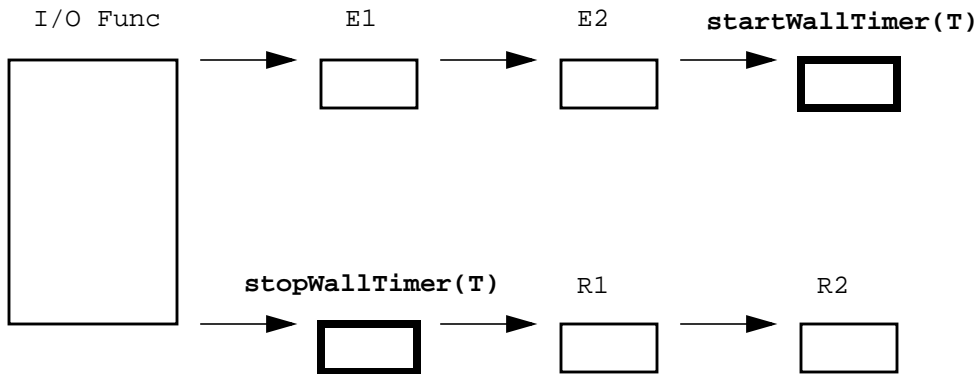 I/O Func
E1
E2
startWallTimer(T)
stopWallTimer(T)
R1
R2